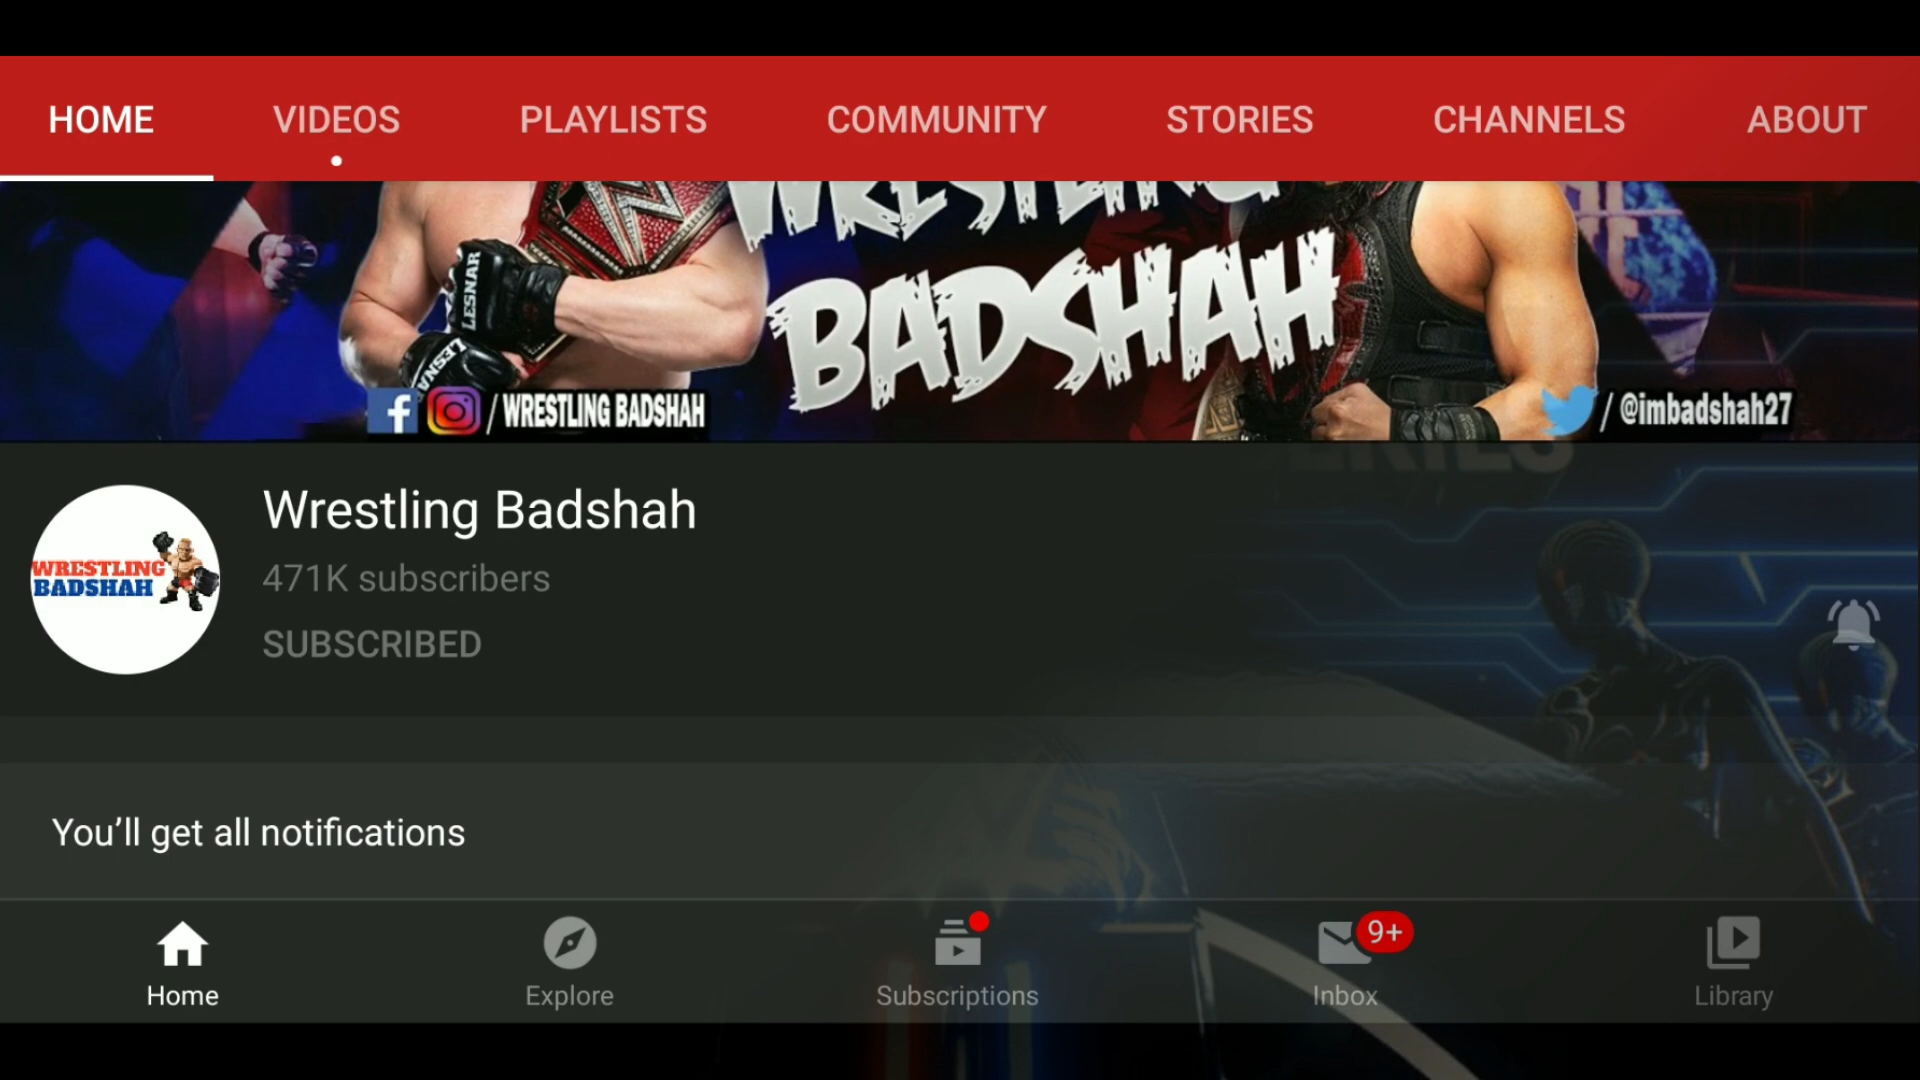 HOME VIDEOS PLAYLISTS COMMUNITY STORIES CHANNELS ABOUT
WRESTLING
BADSHAH
LESNAR
/ WRESTLING BADSHAH
/ @imbadshah27
WRESTLING
BADSHAH
Wrestling Badshah
471K subscribers
SUBSCRIBED
You’ll get all notifications
9+
Home Explore Subscriptions Inbox Library